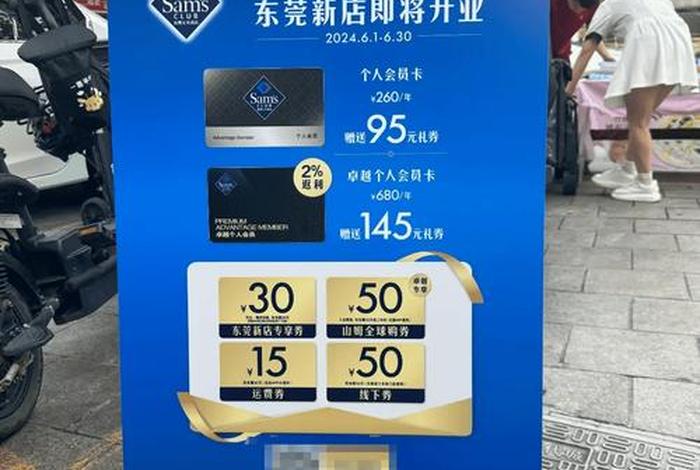 Sam's
CLUB
东莞新店即将开业
2024.6.1-6.30
Sam's
CLUB
Advantage Member
个人会员
个人会员卡
¥260/年
赠送95元礼券
2%
返利
PREMIUM
ADVANTAGE MEMBER
卓越个人会员
卓越个人会员卡
¥680/年
赠送145元礼券
¥30
东莞新店专享券
卓越
专享
¥50
山姆全球购券
¥15
运费券
¥50
线下券